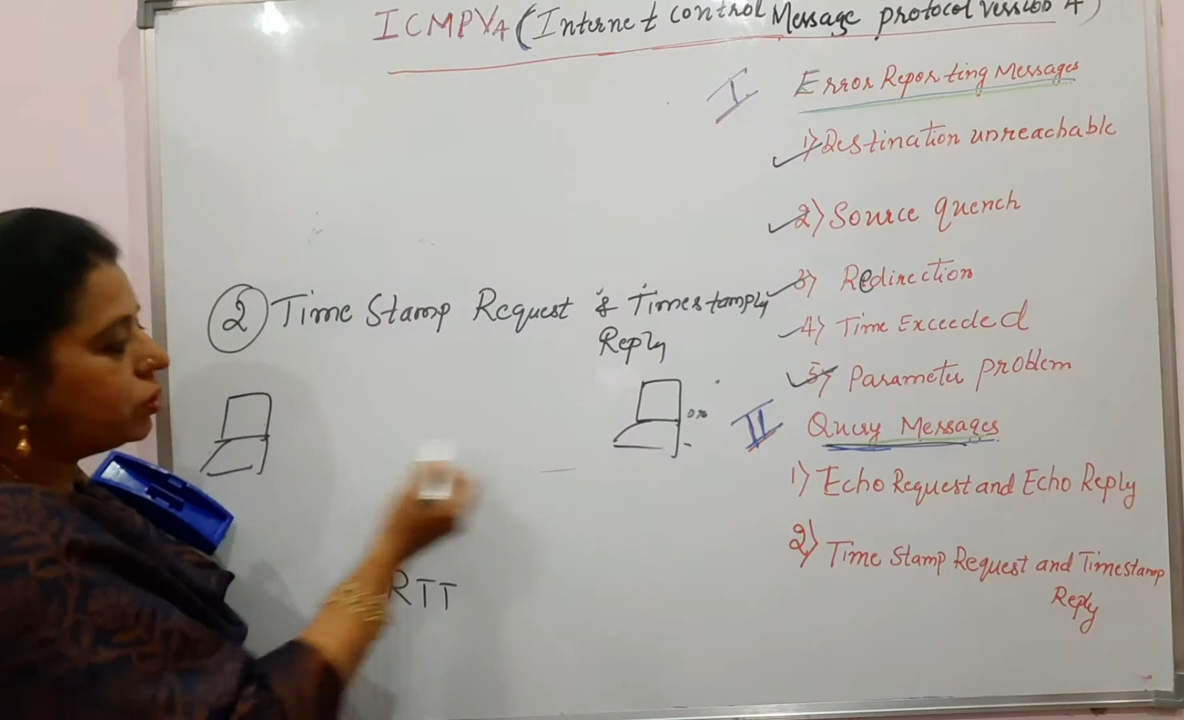 ICMPV4 (Internet control Message protocol version 4)
I Error Reporting Messages
1) Destination unreachable
2) Source quench
3) Redirection
4) Time Exceeded
5) Parameter problem
II Query Messages
1) Echo Request and Echo Reply
2) Time Stamp Request and Timestamp
Reply
2 Time Stamp Request & Timestamply
Reply
RTT